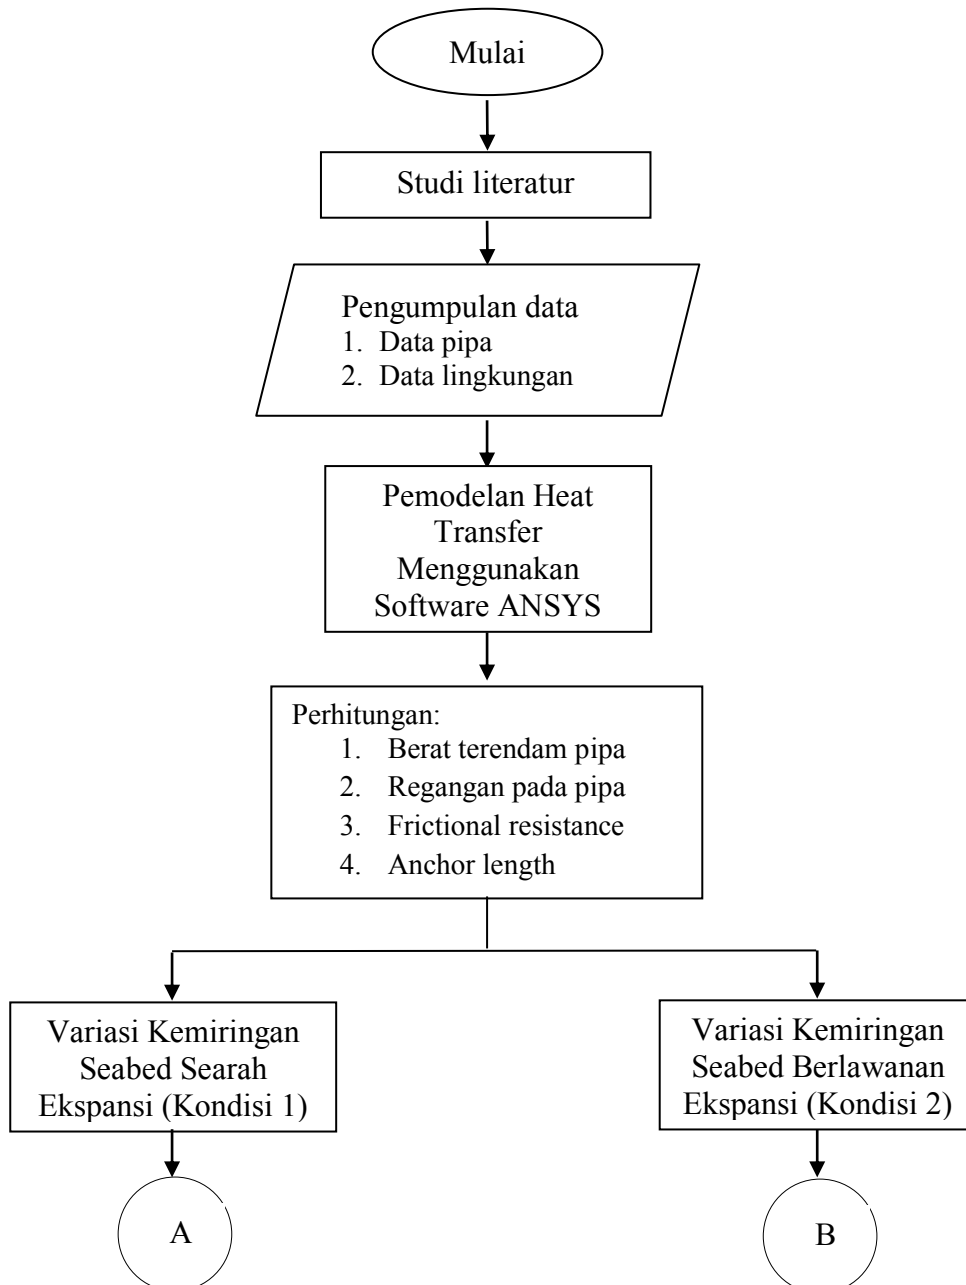 Mulai
Studi literatur
Pengumpulan data
1. Data pipa
2. Data lingkungan
Pemodelan Heat
Transfer
Menggunakan
Software ANSYS
Perhitungan:
1. Berat terendam pipa
2. Regangan pada pipa
3. Frictional resistance
4. Anchor length
Variasi Kemiringan
Seabed Searah
Ekspansi (Kondisi 1)
Variasi Kemiringan
Seabed Berlawanan
Ekspansi (Kondisi 2)
A
B